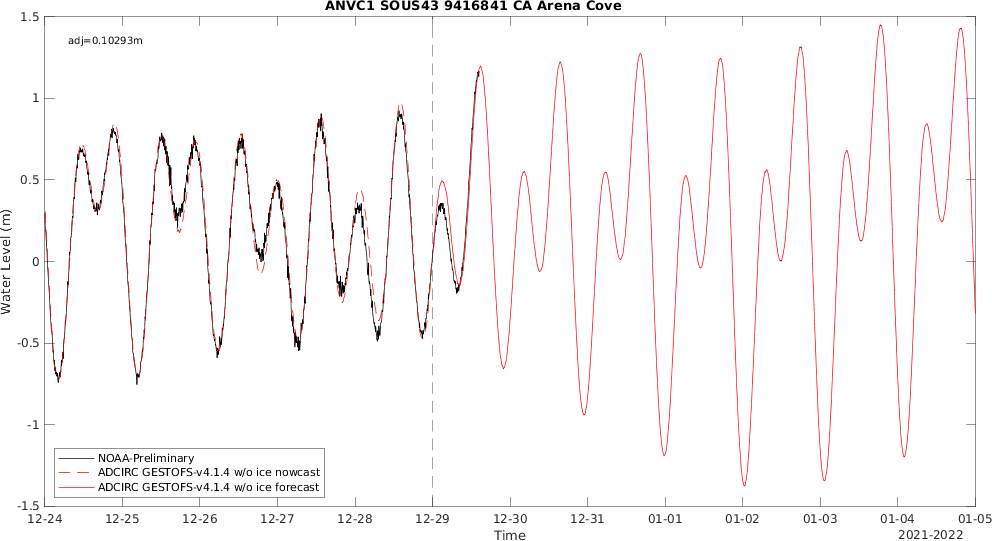 ANVC1 SOUS43 9416841 CA Arena Cove
adj=0.10293m
Water Level (m)
1.5
1
0.5
0
-0.5
-1
-1.5
NOAA-Preliminary
ADCIRC GESTOFS-v4.1.4 w/o ice nowcast
ADCIRC GESTOFS-v4.1.4 w/o ice forecast
12-24 12-25 12-26 12-27 12-28 12-29 12-30 12-31 01-01 01-02 01-03 01-04 01-05
Time
2021-2022